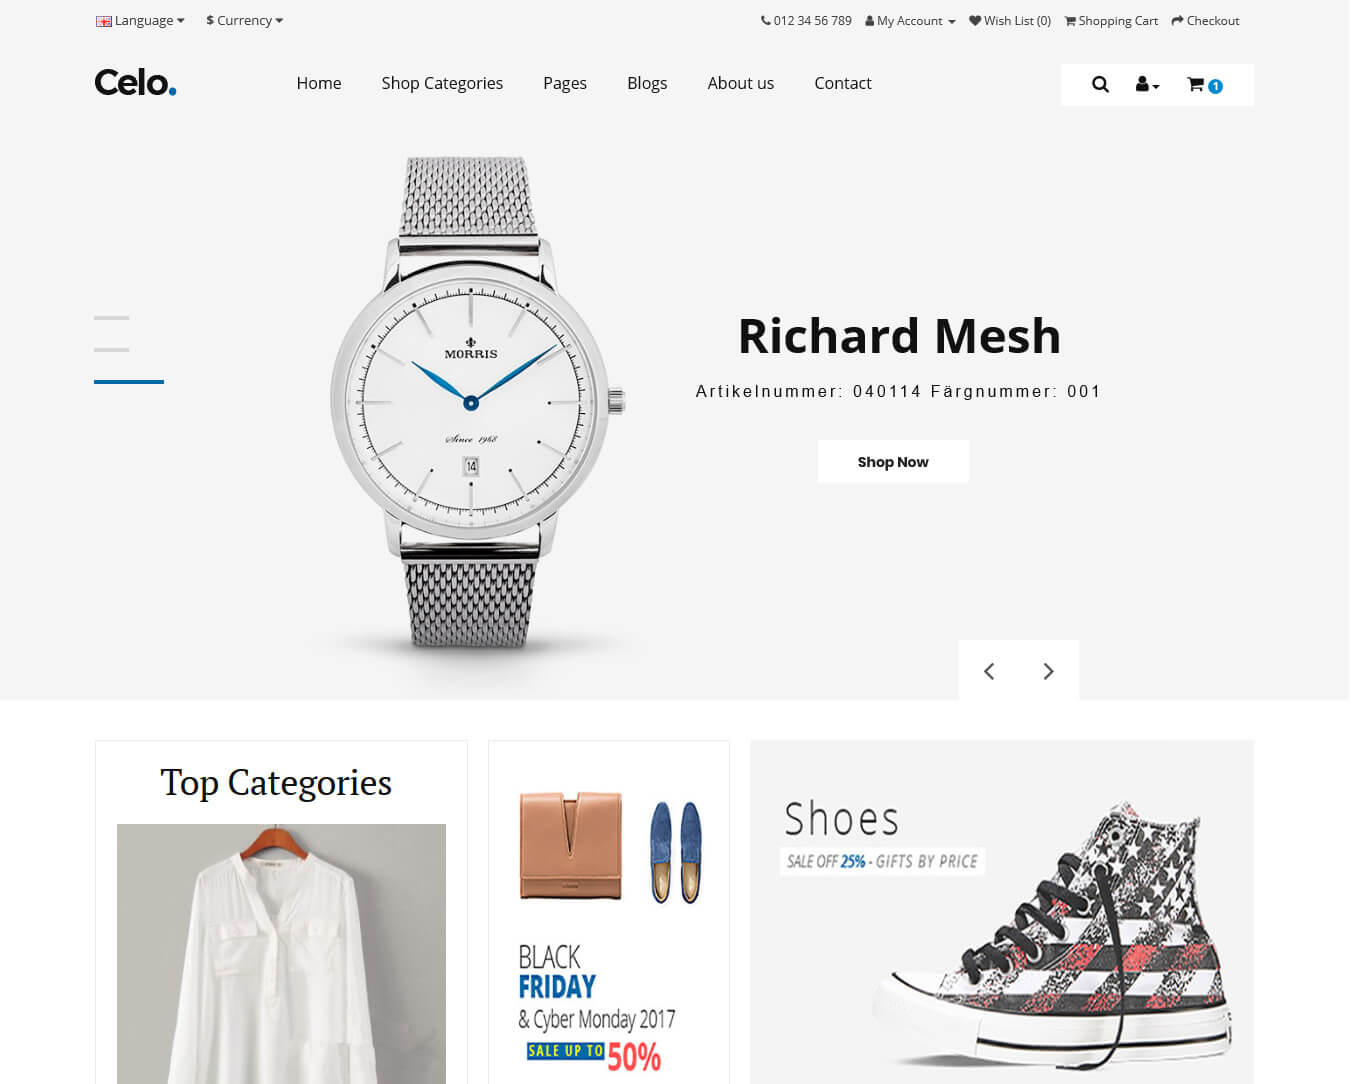 Language
$ Currency
012 34 56 789 My Account Wish List (0) Shopping Cart Checkout
Celo.
Home Shop Categories Pages Blogs About us Contact
1
MORRIS
Since 1968
14
Richard Mesh
Artikelnummer: 040114 Färgnummer: 001
Shop Now
Top Categories
BLACK
FRIDAY
& Cyber Monday 2017
SALE UP TO 50%
Shoes
SALE OFF 25% - GIFTS BY PRICE